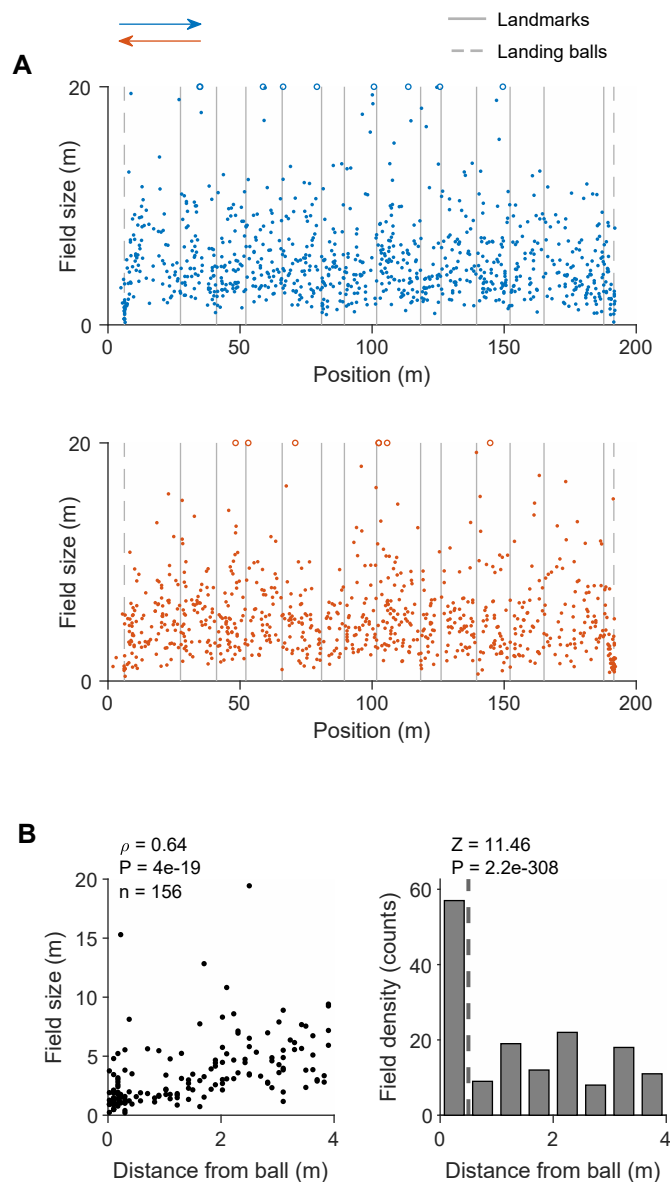 Landmarks
Landing balls
A
20
10
0
Field size (m)
0 50 100 150 200
Position (m)
20
10
0
Field size (m)
0 50 100 150 200
Position (m)
B
ρ = 0.64
P = 4e-19
n = 156
20
15
10
5
0
Field size (m)
0 2 4
Distance from ball (m)
Z = 11.46
P = 2.2e-308
60
40
20
0
Field density (counts)
0 2 4
Distance from ball (m)